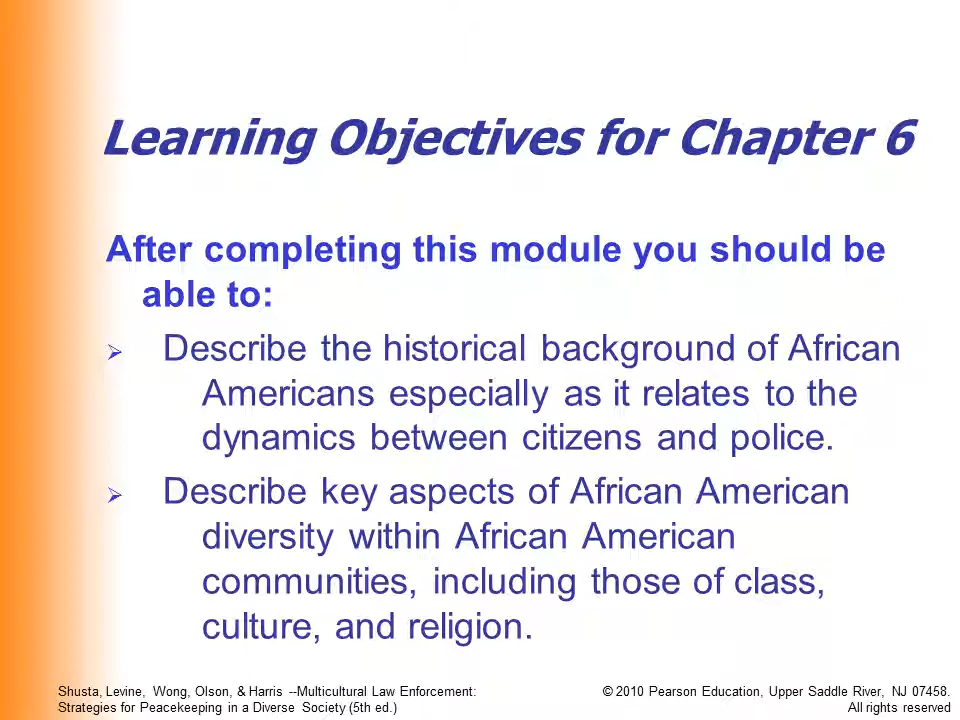 Learning Objectives for Chapter 6
After completing this module you should be
able to:
➢ Describe the historical background of African
Americans especially as it relates to the
dynamics between citizens and police.
➢ Describe key aspects of African American
diversity within African American
communities, including those of class,
culture, and religion.
Shusta, Levine, Wong, Olson, & Harris --Multicultural Law Enforcement:
Strategies for Peacekeeping in a Diverse Society (5th ed.)
© 2010 Pearson Education, Upper Saddle River, NJ 07458.
All rights reserved